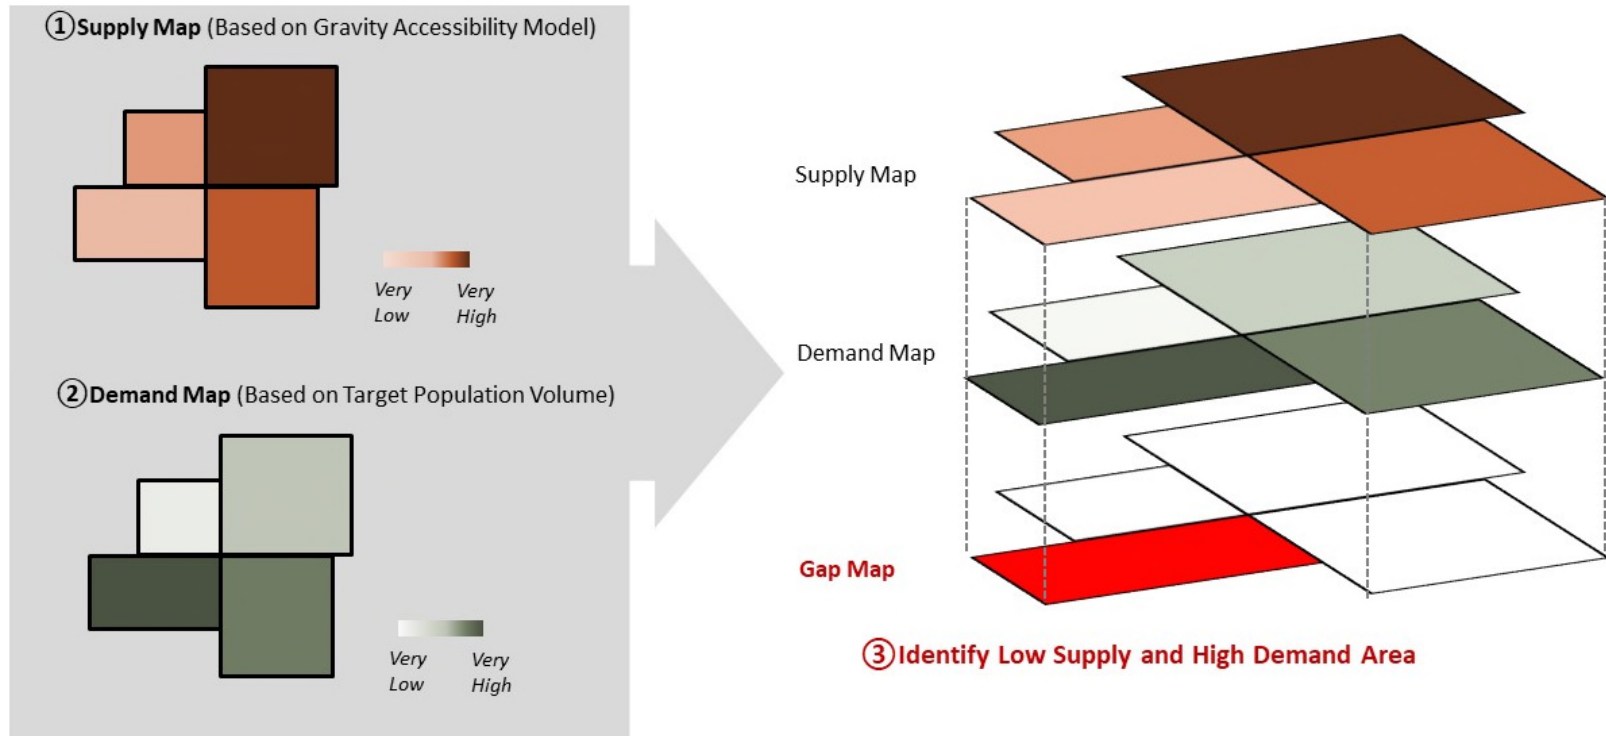 ①Supply Map (Based on Gravity Accessibility Model)
Very Low
Very High
②Demand Map (Based on Target Population Volume)
Very Low
Very High
Supply Map
Demand Map
Gap Map
③Identify Low Supply and High Demand Area